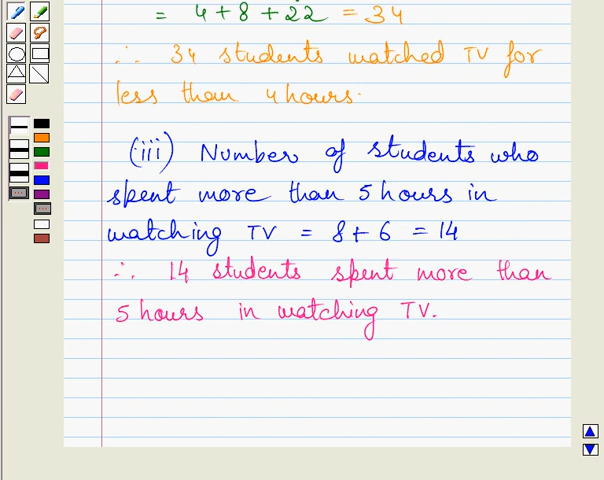 = 4+8+22 = 34
∴ 34 students watched TV for
less than 4 hours.
(iii) Number of students who
spent more than 5 hours in
watching TV = 8+6 = 14
∴ 14 students spent more than
5 hours in watching TV.